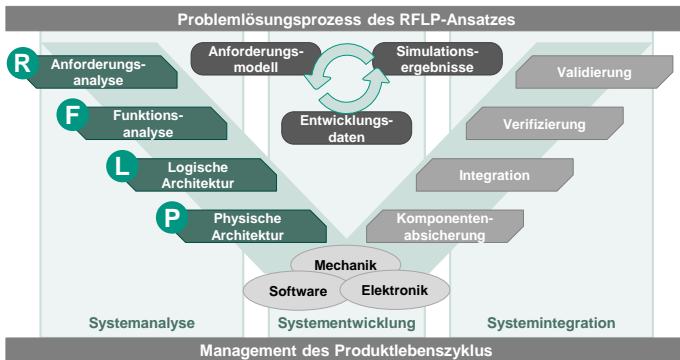 Problemlösungsprozess des RFLP-Ansatzes
R
Anforderungs-
analyse
Anforderungs-
modell
Simulations-
ergebnisse
Validierung
F
Funktions-
analyse
Entwicklungs-
daten
Verifizierung
L
Logische
Architektur
Integration
P
Physische
Architektur
Komponenten-
absicherung
Mechanik
Software
Elektronik
Systemanalyse
Systementwicklung
Systemintegration
Management des Produktlebenszyklus